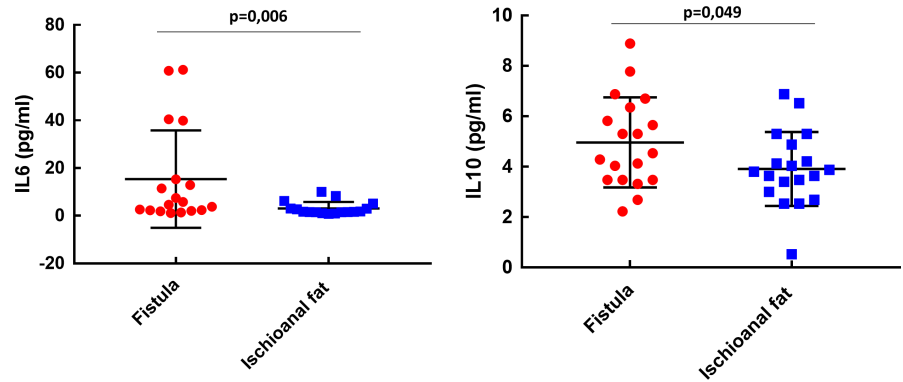 p=0,006
80
60
40
20
0
-20
IL6 (pg/ml)
Fistula
Ischioanal fat
p=0,049
10
8
6
4
2
0
IL10 (pg/ml)
Fistula
Ischioanal fat